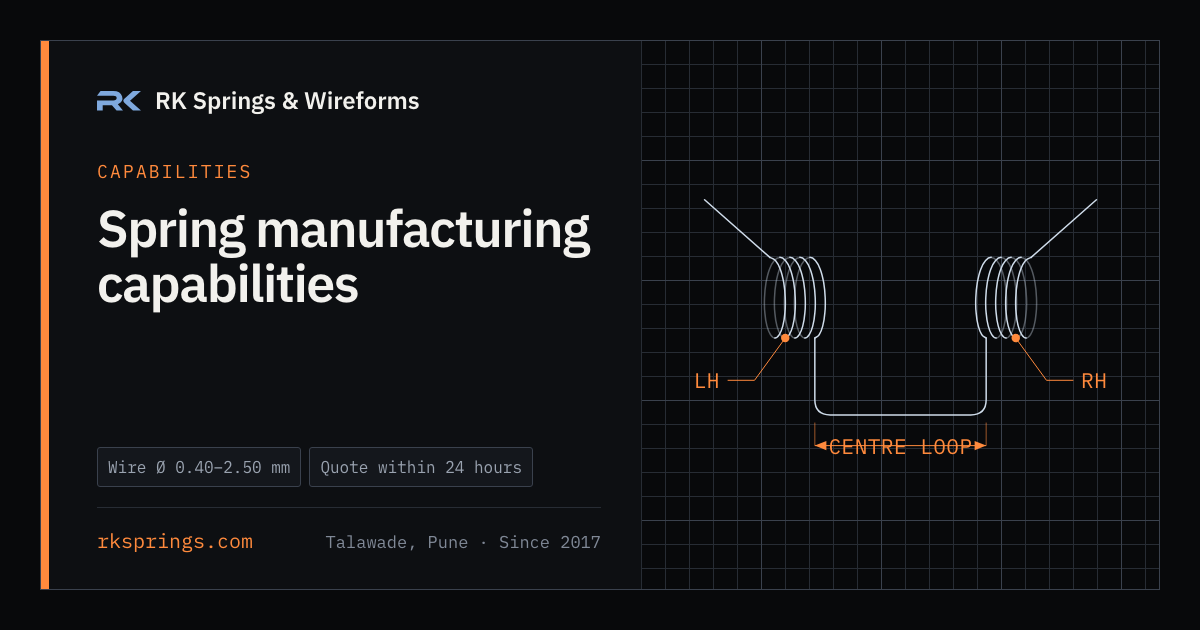 RK RK Springs & Wireforms
CAPABILITIES
Spring manufacturing
capabilities
Wire Ø 0.40–2.50 mm
Quote within 24 hours
rksprings.com
Talawade, Pune · Since 2017
LH
RH
CENTRE LOOP